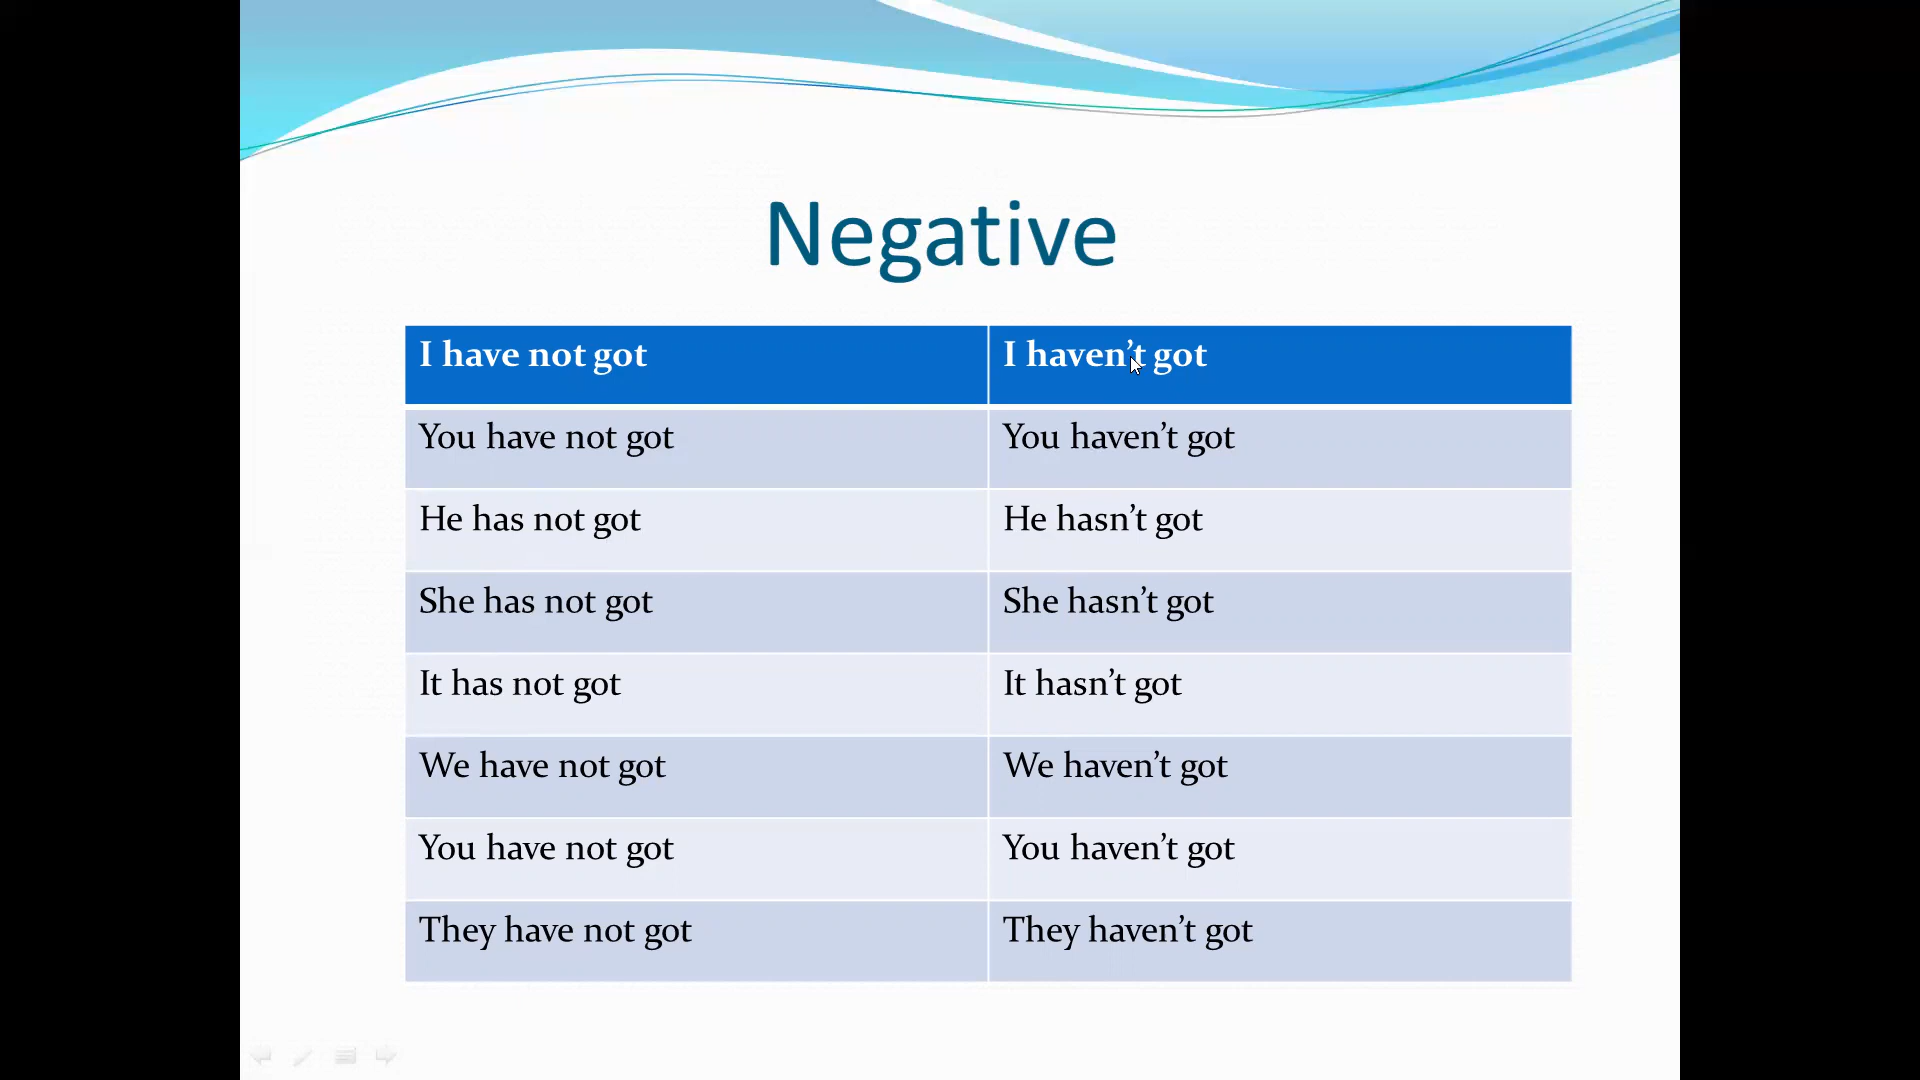 Negative
I have not got I haven’t got
You have not got You haven’t got
He has not got He hasn’t got
She has not got She hasn’t got
It has not got It hasn’t got
We have not got We haven’t got
You have not got You haven’t got
They have not got They haven’t got